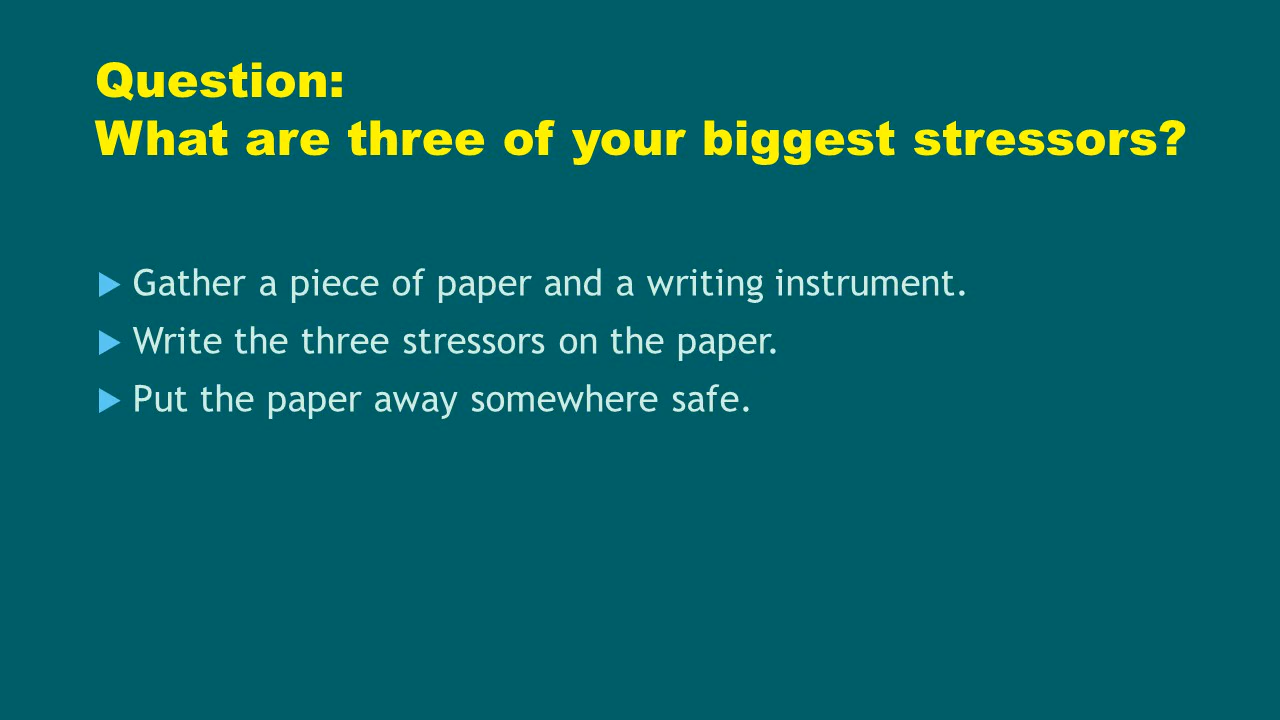 Question:
What are three of your biggest stressors?
Gather a piece of paper and a writing instrument.
Write the three stressors on the paper.
Put the paper away somewhere safe.